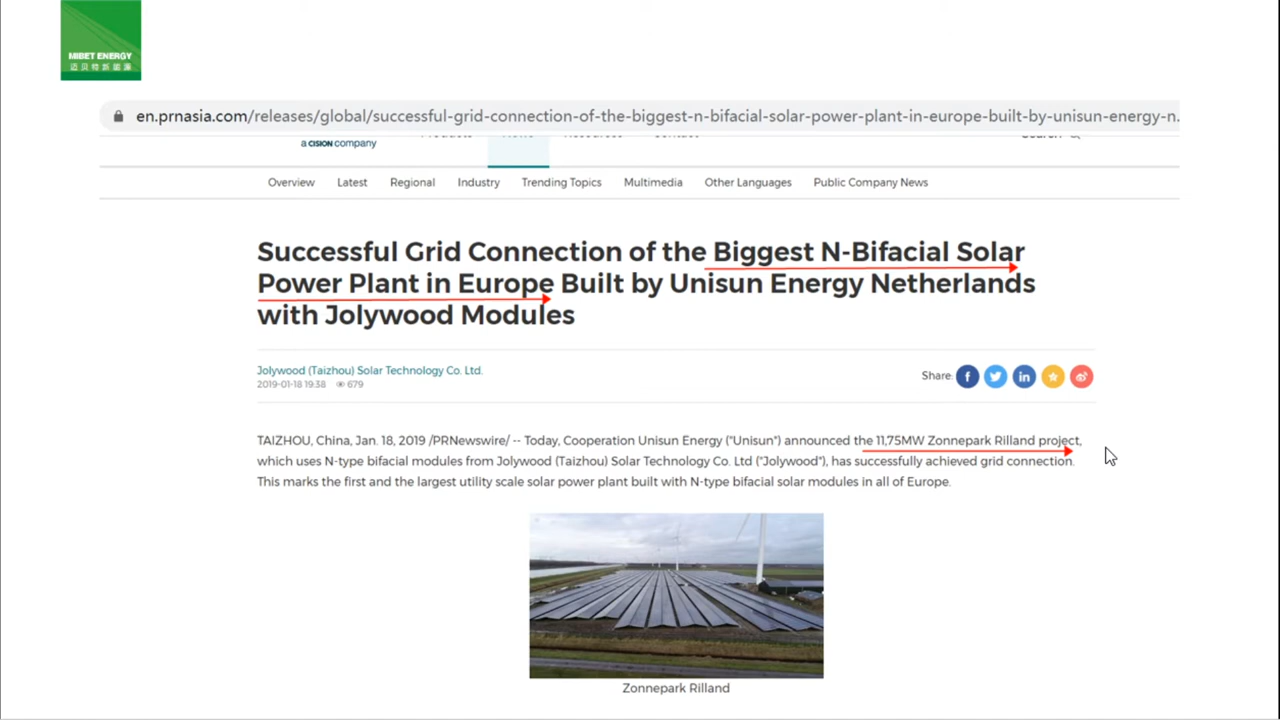 MIBET ENERGY
迈贝特新能源
en.prnasia.com/releases/global/successful-grid-connection-of-the-biggest-n-bifacial-solar-power-plant-in-europe-built-by-unisun-energy-n.
a CISION company
Overview Latest Regional Industry Trending Topics Multimedia Other Languages Public Company News
Successful Grid Connection of the Biggest N-Bifacial Solar
Power Plant in Europe Built by Unisun Energy Netherlands
with Jolywood Modules
Jolywood (Taizhou) Solar Technology Co. Ltd.
2019-01-18 19:38 679
Share:
TAIZHOU, China, Jan. 18, 2019 /PRNewswire/ -- Today, Cooperation Unisun Energy ("Unisun") announced the 11,75MW Zonnepark Rilland project,
which uses N-type bifacial modules from Jolywood (Taizhou) Solar Technology Co. Ltd ("Jolywood"), has successfully achieved grid connection.
This marks the first and the largest utility scale solar power plant built with N-type bifacial solar modules in all of Europe.
Zonnepark Rilland